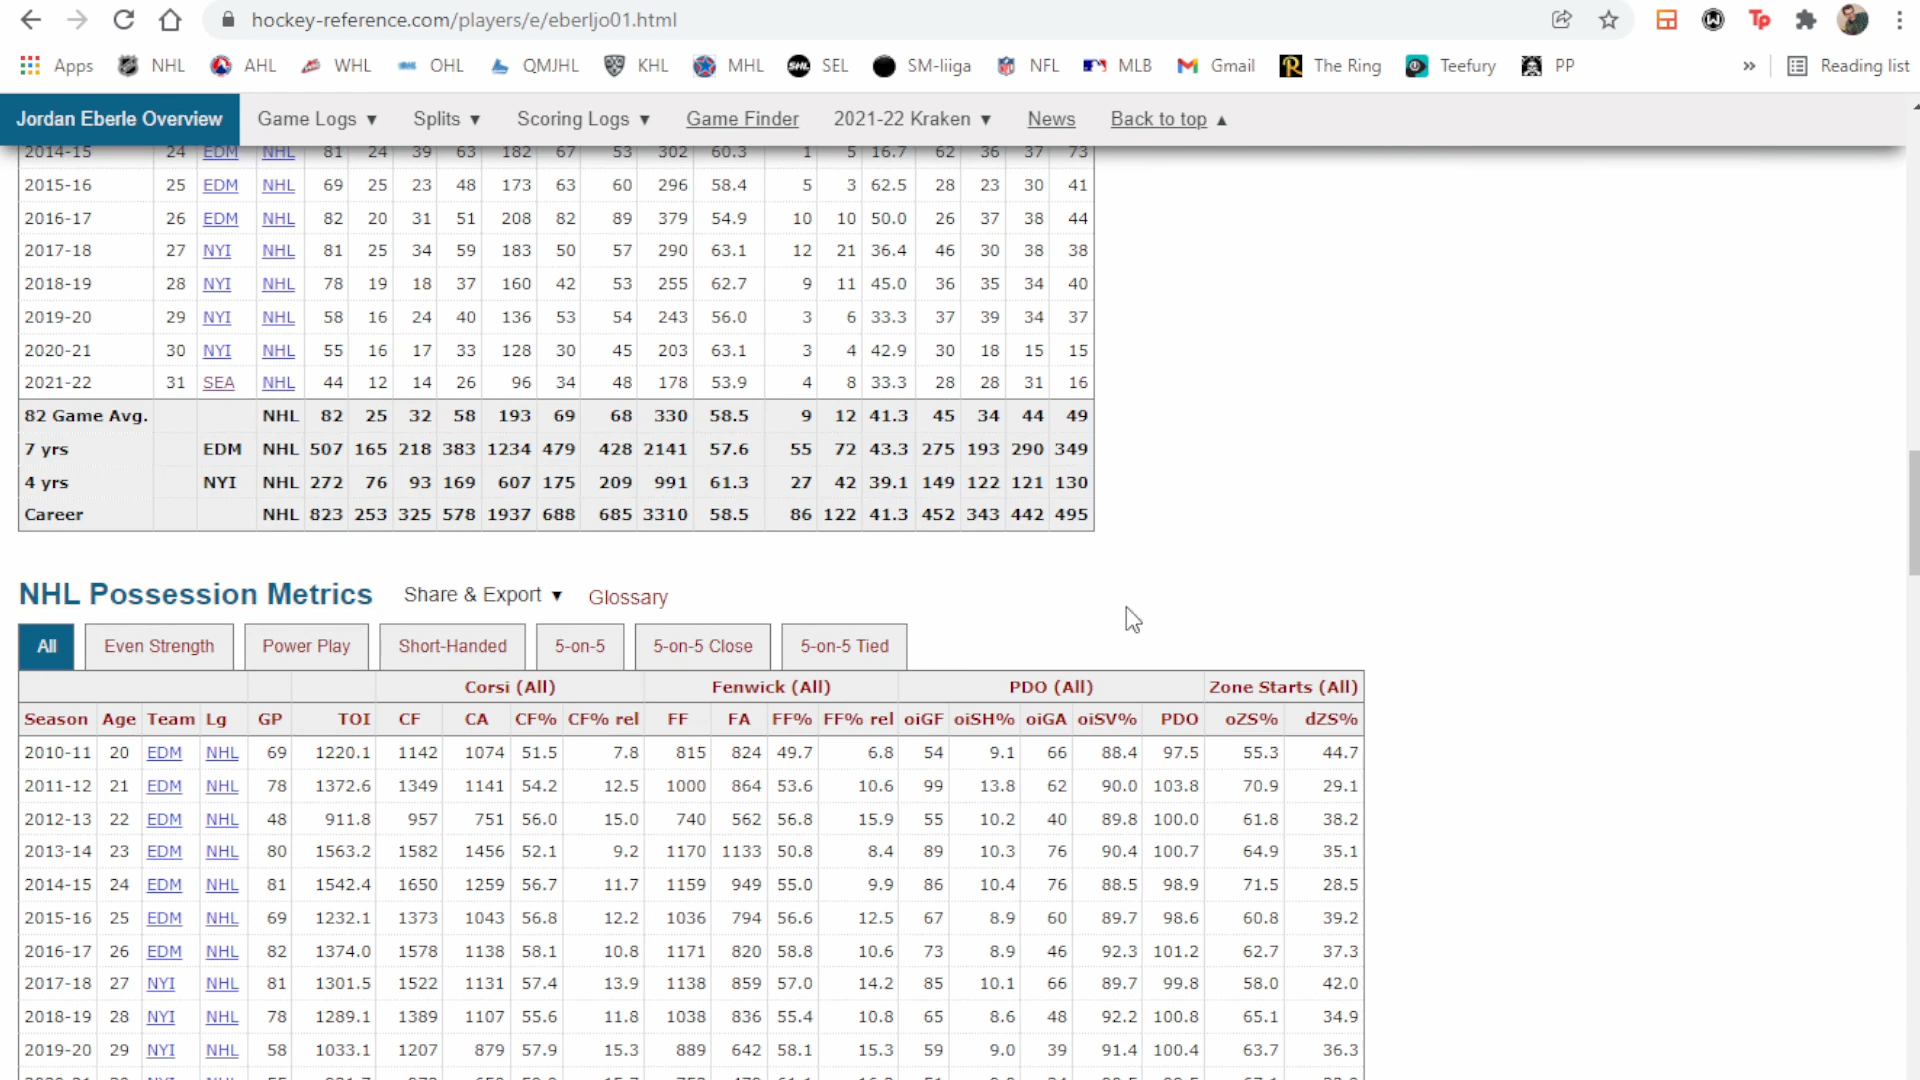 hockey-reference.com/players/e/eberljo01.html
Apps NHL AHL WHL OHL QMJHL KHL MHL SEL SM-liiga NFL MLB Gmail The Ring Teefury PP » Reading list
Jordan Eberle Overview Game Logs ▼ Splits ▼ Scoring Logs ▼ Game Finder 2021-22 Kraken ▼ News Back to top ▲
2014-15 24 EDM NHL 81 24 39 63 182 67 53 302 60.3 1 5 16.7 62 36 37 73
2015-16 25 EDM NHL 69 25 23 48 173 63 60 296 58.4 5 3 62.5 28 23 30 41
2016-17 26 EDM NHL 82 20 31 51 208 82 89 379 54.9 10 10 50.0 26 37 38 44
2017-18 27 NYI NHL 81 25 34 59 183 50 57 290 63.1 12 21 36.4 46 30 38 38
2018-19 28 NYI NHL 78 19 18 37 160 42 53 255 62.7 9 11 45.0 36 35 34 40
2019-20 29 NYI NHL 58 16 24 40 136 53 54 243 56.0 3 6 33.3 37 39 34 37
2020-21 30 NYI NHL 55 16 17 33 128 30 45 203 63.1 3 4 42.9 30 18 15 15
2021-22 31 SEA NHL 44 12 14 26 96 34 48 178 53.9 4 8 33.3 28 28 31 16
82 Game Avg. NHL 82 25 32 58 193 69 68 330 58.5 9 12 41.3 45 34 44 49
7 yrs EDM NHL 507 165 218 383 1234 479 428 2141 57.6 55 72 43.3 275 193 290 349
4 yrs NYI NHL 272 76 93 169 607 175 209 991 61.3 27 42 39.1 149 122 121 130
Career NHL 823 253 325 578 1937 688 685 3310 58.5 86 122 41.3 452 343 442 495
NHL Possession Metrics Share & Export ▼ Glossary
All Even Strength Power Play Short-Handed 5-on-5 5-on-5 Close 5-on-5 Tied
Corsi (All) Fenwick (All) PDO (All) Zone Starts (All)
Season Age Team Lg GP TOI CF CA CF% CF% rel FF FA FF% FF% rel oiGF oiSH% oiGA oiSV% PDO oZS% dZS%
2010-11 20 EDM NHL 69 1220.1 1142 1074 51.5 7.8 815 824 49.7 6.8 54 9.1 66 88.4 97.5 55.3 44.7
2011-12 21 EDM NHL 78 1372.6 1349 1141 54.2 12.5 1000 864 53.6 10.6 99 13.8 62 90.0 103.8 70.9 29.1
2012-13 22 EDM NHL 48 911.8 957 751 56.0 15.0 740 562 56.8 15.9 55 10.2 40 89.8 100.0 61.8 38.2
2013-14 23 EDM NHL 80 1563.2 1582 1456 52.1 9.2 1170 1133 50.8 8.4 89 10.3 76 90.4 100.7 64.9 35.1
2014-15 24 EDM NHL 81 1542.4 1650 1259 56.7 11.7 1159 949 55.0 9.9 86 10.4 76 88.5 98.9 71.5 28.5
2015-16 25 EDM NHL 69 1232.1 1373 1043 56.8 12.2 1036 794 56.6 12.5 67 8.9 60 89.7 98.6 60.8 39.2
2016-17 26 EDM NHL 82 1374.0 1578 1138 58.1 10.8 1171 820 58.8 10.6 73 8.9 46 92.3 101.2 62.7 37.3
2017-18 27 NYI NHL 81 1301.5 1522 1131 57.4 13.9 1138 859 57.0 14.2 85 10.1 66 89.7 99.8 58.0 42.0
2018-19 28 NYI NHL 78 1289.1 1389 1107 55.6 11.8 1038 836 55.4 10.8 65 8.6 48 92.2 100.8 65.1 34.9
2019-20 29 NYI NHL 58 1033.1 1207 879 57.9 15.3 889 642 58.1 15.3 59 9.0 39 91.4 100.4 63.7 36.3